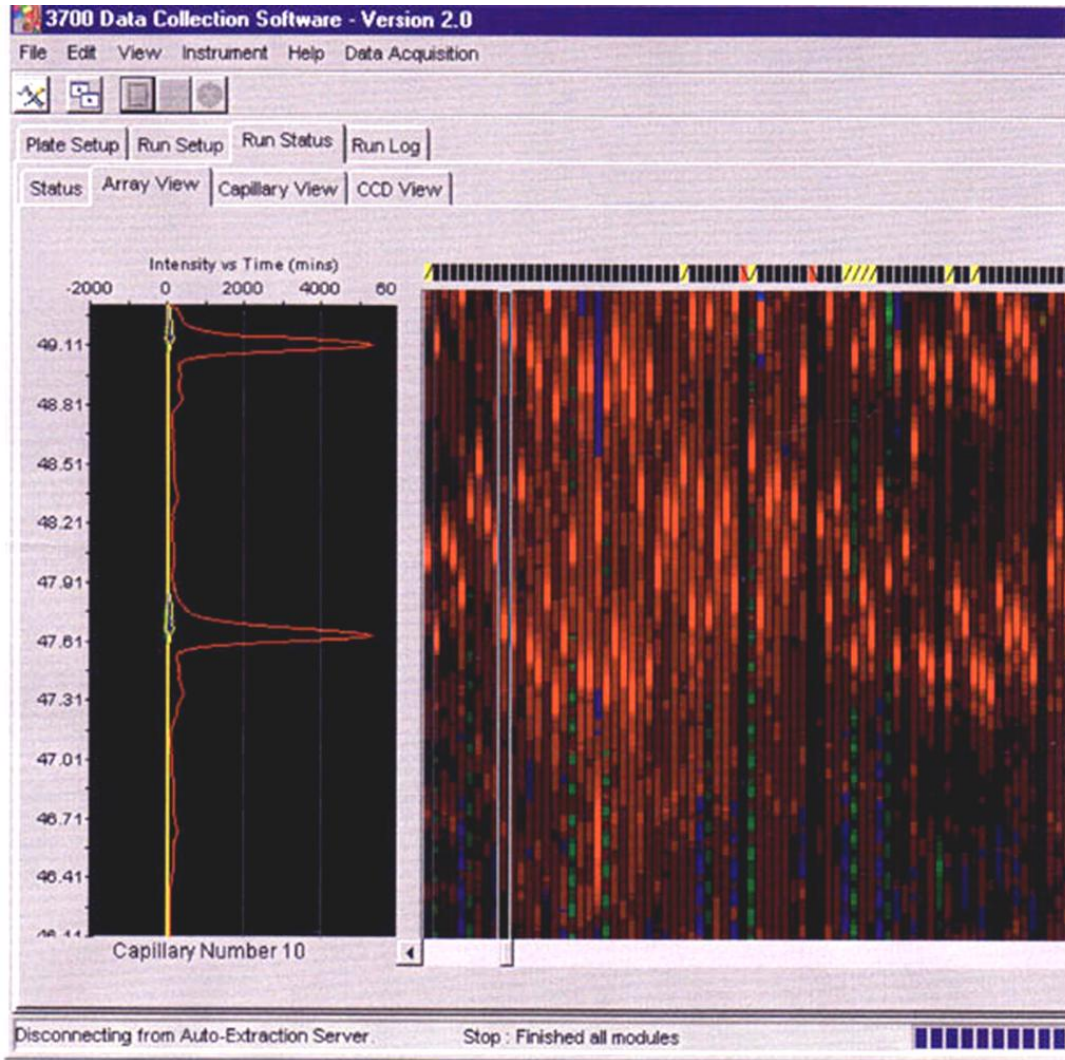 3700 Data Collection Software - Version 2.0
File Edit View Instrument Help Data Acquisition
Plate Setup Run Setup Run Status Run Log
Status Array View Capillary View CCD View
Intensity vs Time (mins)
-2000 0 2000 4000 60
49.11
48.81
48.51
48.21
47.91
47.61
47.31
47.01
46.71
46.41
Capillary Number 10
Disconnecting from Auto-Extraction Server. Stop : Finished all modules